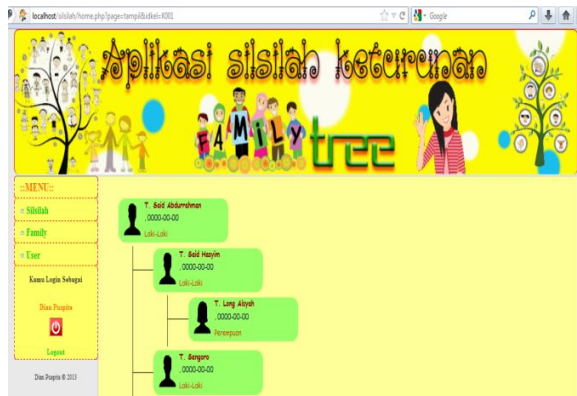 localhost/silsilah/home.php?page=tampil&idkel=K001
Google
Aplikasi silsilah keturunan
FAMILY tree
::MENU::
Silsilah
Family
User
Kamu Login Sebagai
Dian Puspita
Logout
Dian Puspita © 2013
T. Said Abdurrahman
, 0000-00-00
Laki-Laki
T. Said Hasyim
, 0000-00-00
Laki-Laki
T. Long Aisyah
, 0000-00-00
Perempuan
T. Gangoro
, 0000-00-00
Laki-Laki